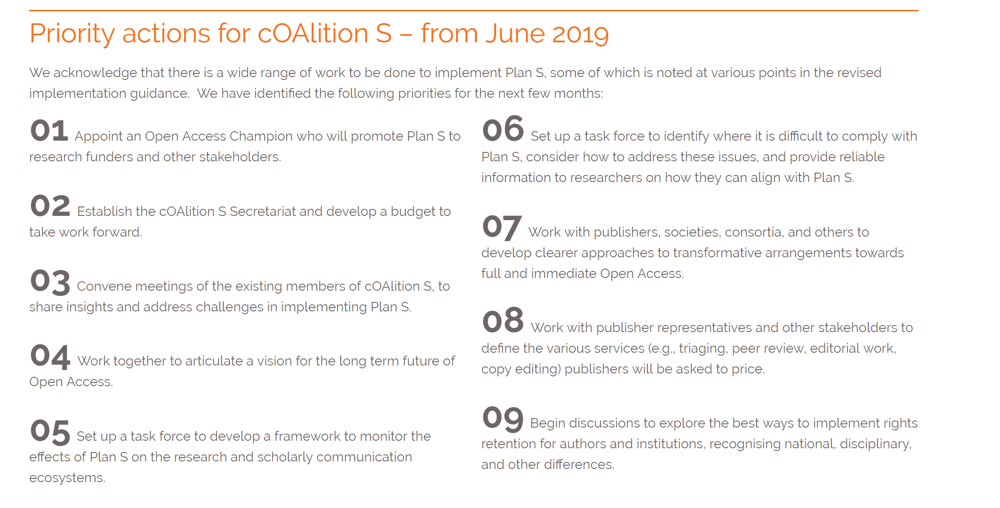 Priority actions for cOAlition S – from June 2019
We acknowledge that there is a wide range of work to be done to implement Plan S, some of which is noted at various points in the revised
implementation guidance.  We have identified the following priorities for the next few months:
01 Appoint an Open Access Champion who will promote Plan S to
research funders and other stakeholders.
02 Establish the cOAlition S Secretariat and develop a budget to
take work forward.
03 Convene meetings of the existing members of cOAlition S, to
share insights and address challenges in implementing Plan S.
04 Work together to articulate a vision for the long term future of
Open Access.
05 Set up a task force to develop a framework to monitor the
effects of Plan S on the research and scholarly communication
ecosystems.
06 Set up a task force to identify where it is difficult to comply with
Plan S, consider how to address these issues, and provide reliable
information to researchers on how they can align with Plan S.
07 Work with publishers, societies, consortia, and others to
develop clearer approaches to transformative arrangements towards
full and immediate Open Access.
08 Work with publisher representatives and other stakeholders to
define the various services (e.g., triaging, peer review, editorial work,
copy editing) publishers will be asked to price.
09 Begin discussions to explore the best ways to implement rights
retention for authors and institutions, recognising national, disciplinary,
and other differences.